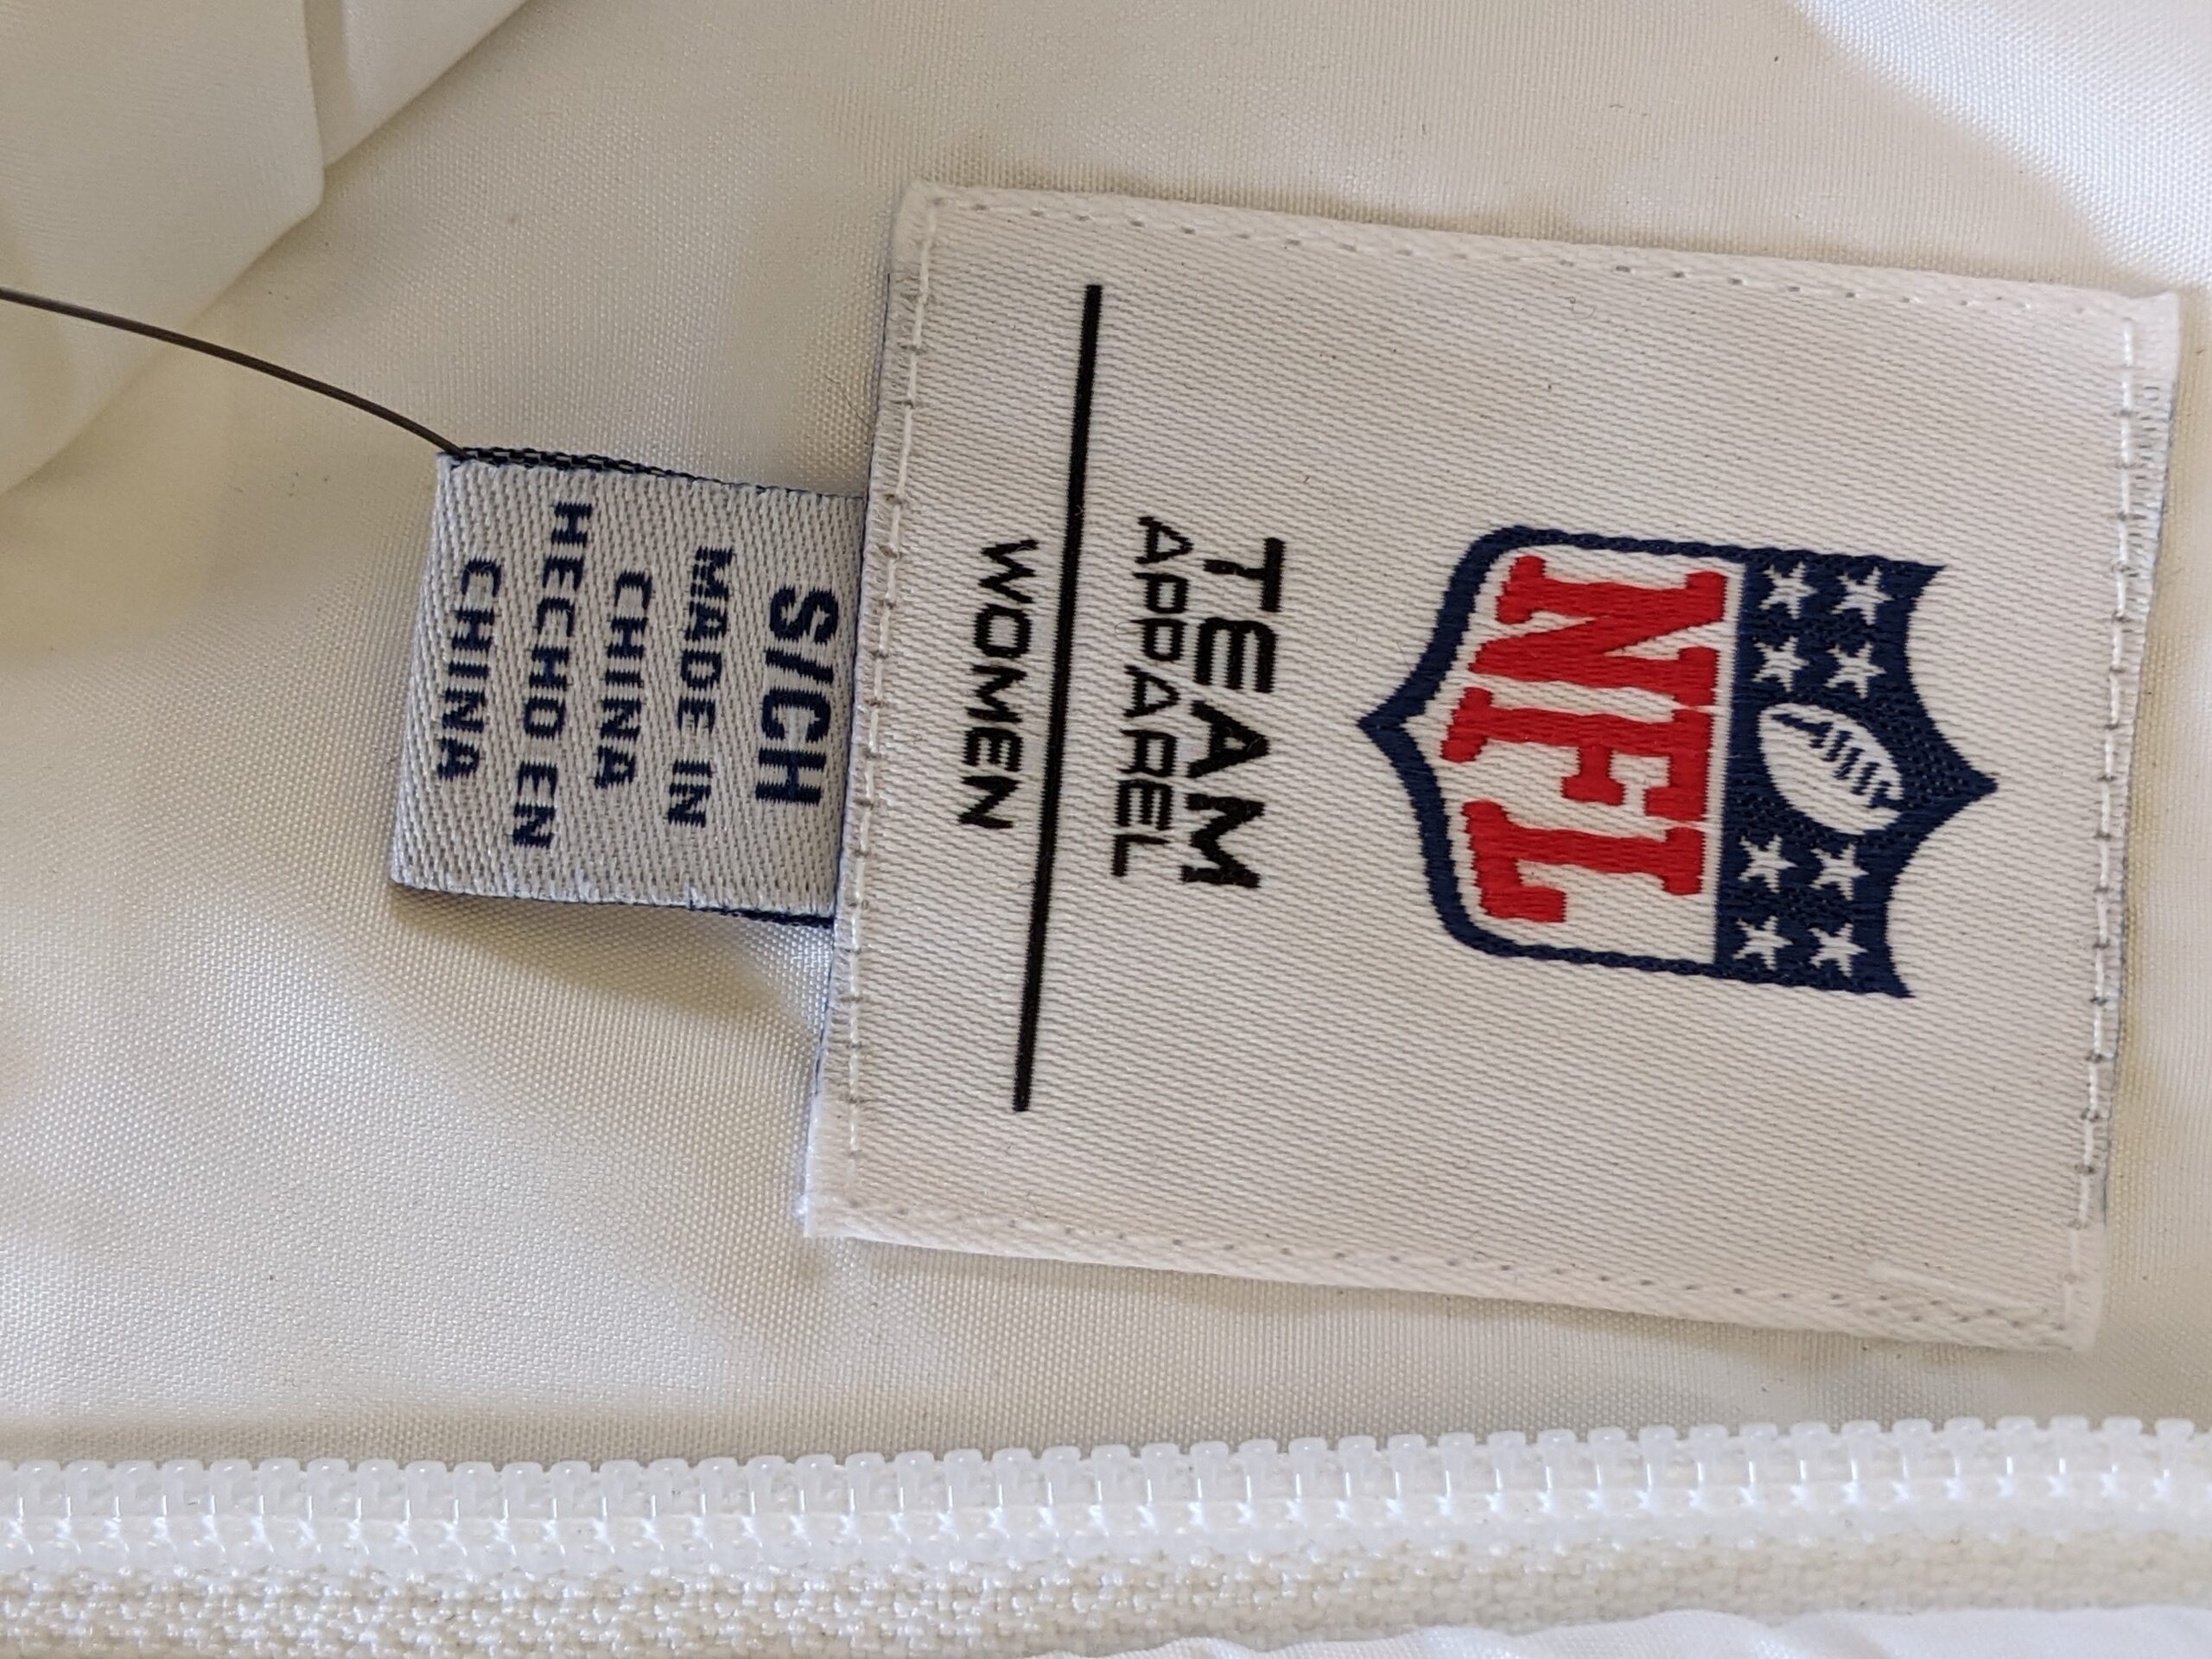 NFL
TEAM
APPAREL
WOMEN
S/CH
MADE IN
CHINA
HECHO EN
CHINA